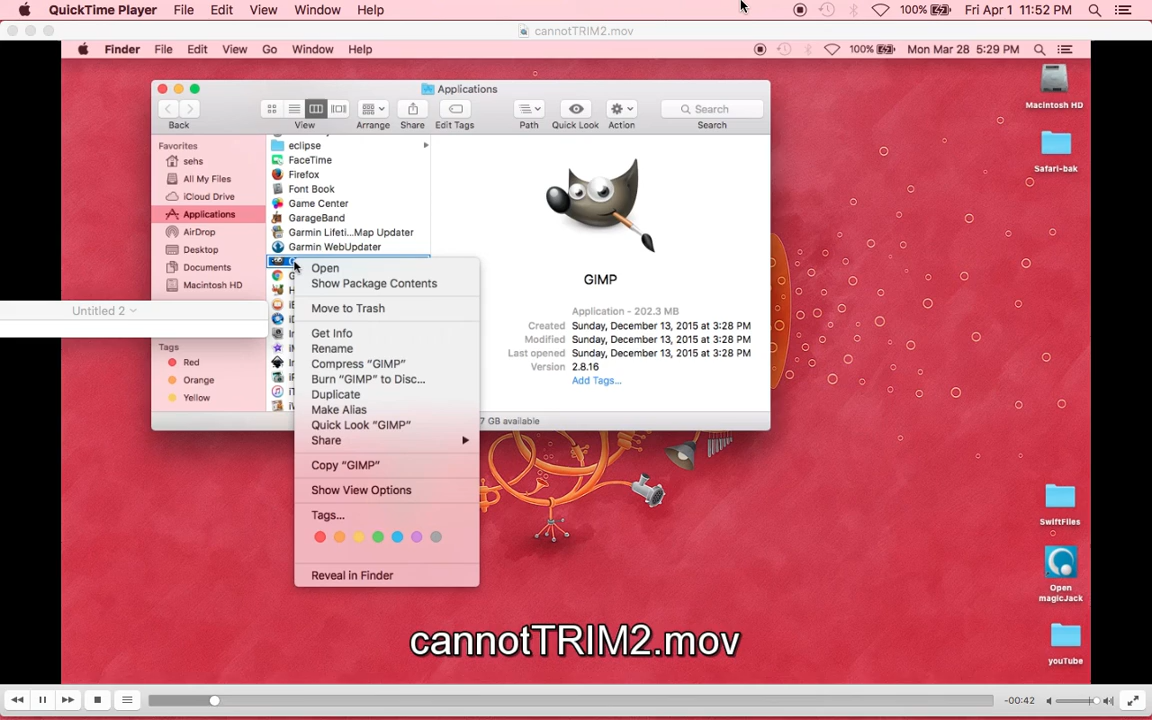 QuickTime Player File Edit View Window Help 100% Fri Apr 1 11:52 PM
cannotTRIM2.mov
Finder File Edit View Go Window Help 100% Mon Mar 28 5:29 PM
Applications
Search
Back View Arrange Share Edit Tags Path Quick Look Action Search
Favorites
sehs
All My Files
iCloud Drive
Applications
AirDrop
Desktop
Documents
Macintosh HD
Tags
Red
Orange
Yellow
Untitled 2
eclipse
FaceTime
Firefox
Font Book
Game Center
GarageBand
Garmin Lifeti...Map Updater
Garmin WebUpdater
Open
Show Package Contents
Move to Trash
Get Info
Rename
Compress “GIMP”
Burn “GIMP” to Disc...
Duplicate
Make Alias
Quick Look “GIMP”
Share
Copy “GIMP”
Show View Options
Tags...
Reveal in Finder
GIMP
Application - 202.3 MB
Created Sunday, December 13, 2015 at 3:28 PM
Modified Sunday, December 13, 2015 at 3:28 PM
Last opened Sunday, December 13, 2015 at 3:28 PM
Version 2.8.16
Add Tags...
7 GB available
Macintosh HD
Safari-bak
SwiftFiles
Open
magicJack
youTube
cannotTRIM2.mov
-00:42